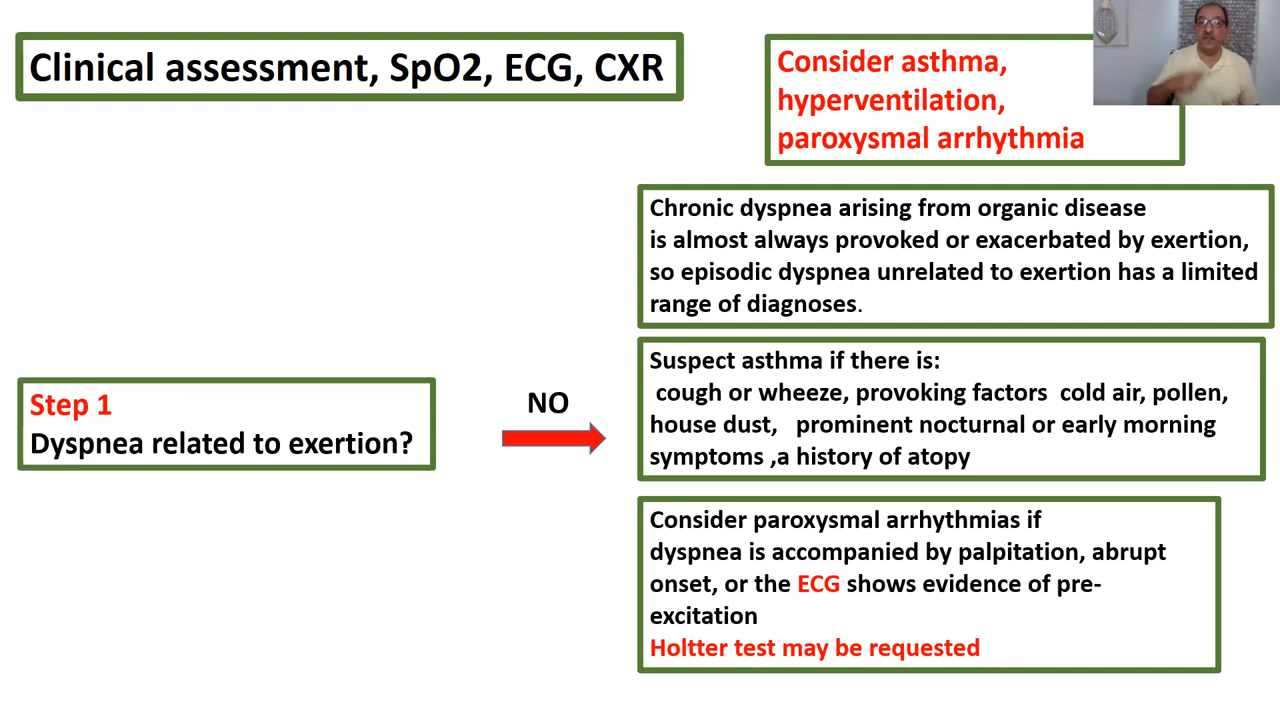 Clinical assessment, SpO2, ECG, CXR
Consider asthma,
hyperventilation,
paroxysmal arrhythmia
Chronic dyspnea arising from organic disease
is almost always provoked or exacerbated by exertion,
so episodic dyspnea unrelated to exertion has a limited
range of diagnoses.
Step 1
Dyspnea related to exertion?
NO
Suspect asthma if there is:
cough or wheeze, provoking factors cold air, pollen,
house dust, prominent nocturnal or early morning
symptoms ,a history of atopy
Consider paroxysmal arrhythmias if
dyspnea is accompanied by palpitation, abrupt
onset, or the ECG shows evidence of pre-
excitation
Holtter test may be requested